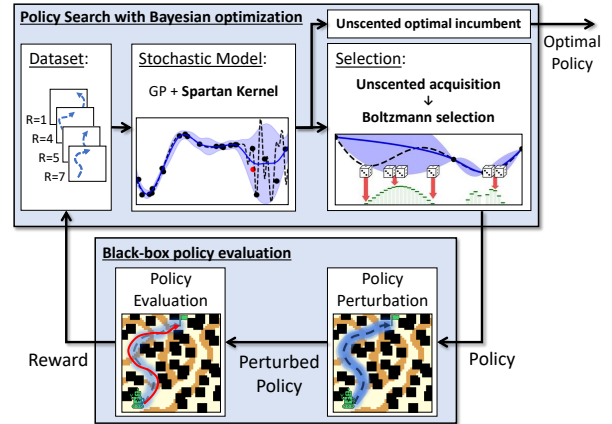 Policy Search with Bayesian optimization
Unscented optimal incumbent
Optimal
Policy
Dataset:
R=1
R=4
R=5
R=7
Stochastic Model:
GP + Spartan Kernel
Selection:
Unscented acquisition
↓
Boltzmann selection
Black-box policy evaluation
Policy
Evaluation
Policy
Perturbation
Reward
Perturbed
Policy
Policy